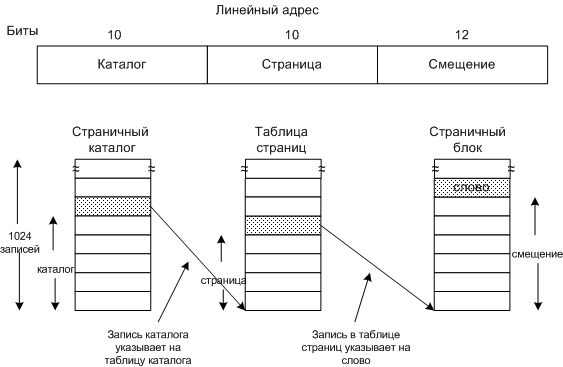 Линейный адрес
Биты
10
10
12
Каталог
Страница
Смещение
Страничный
каталог
Таблица
страниц
Страничный
блок
слово
1024
записей
каталог
страница
смещение
Запись каталога
указывает на
таблицу каталога
Запись в таблице
страниц указывает на
слово